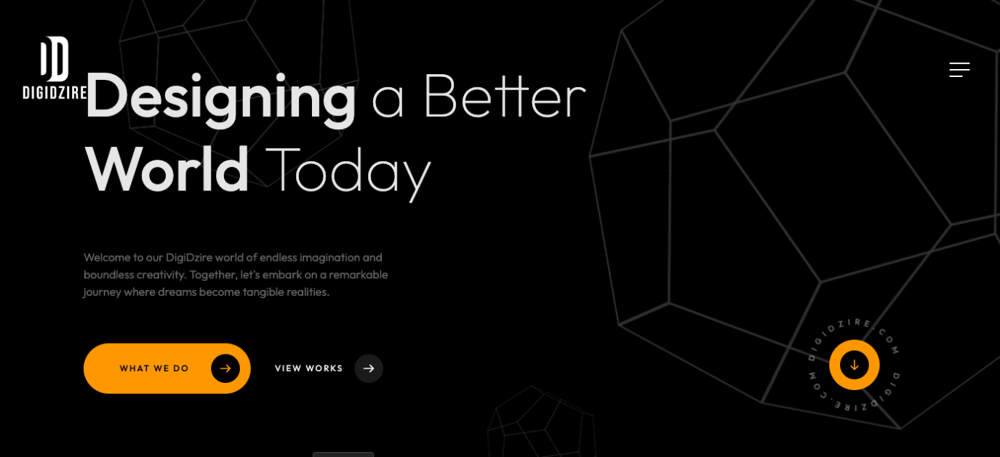 DIGIDZIRE
Designing a Better
World Today
Welcome to our DigiDzire world of endless imagination and
boundless creativity. Together, let's embark on a remarkable
journey where dreams become tangible realities.
WHAT WE DO
VIEW WORKS
DIGIDZIRE.COM DIGIDZIRE.COM